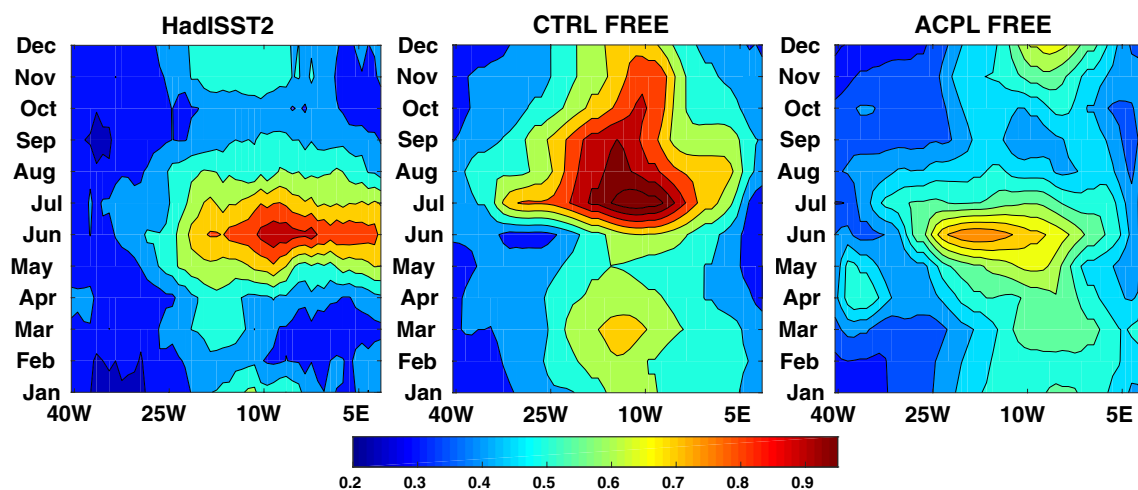 HadISST2
CTRL FREE
ACPL FREE
Dec
Nov
Oct
Sep
Aug
Jul
Jun
May
Apr
Mar
Feb
Jan
40W 25W 10W 5E
Dec
Nov
Oct
Sep
Aug
Jul
Jun
May
Apr
Mar
Feb
Jan
40W 25W 10W 5E
Dec
Nov
Oct
Sep
Aug
Jul
Jun
May
Apr
Mar
Feb
Jan
40W 25W 10W 5E
0.2 0.3 0.4 0.5 0.6 0.7 0.8 0.9